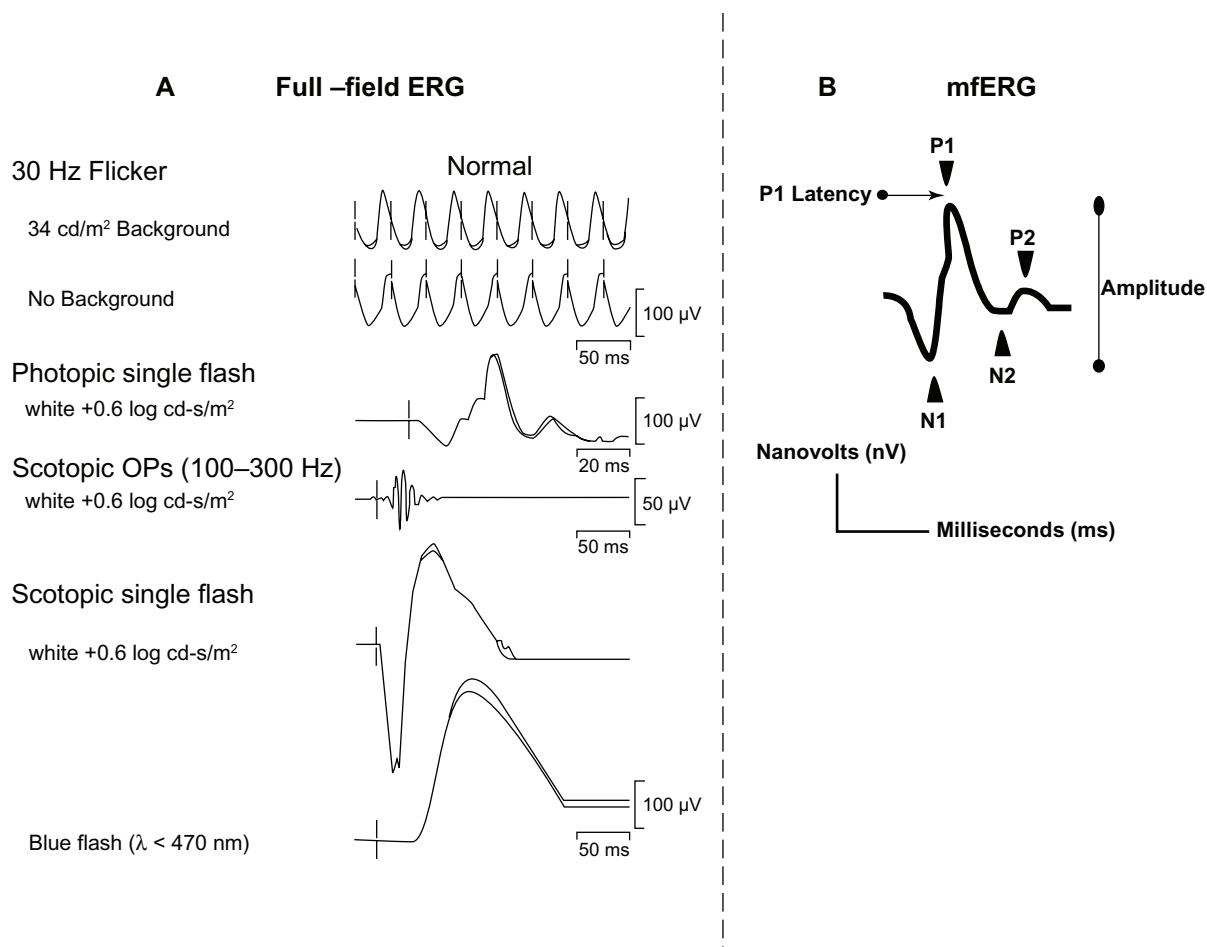 A Full –field ERG
30 Hz Flicker
Normal
34 cd/m² Background
No Background
100 μV
50 ms
Photopic single flash
white +0.6 log cd-s/m²
100 μV
20 ms
Scotopic OPs (100–300 Hz)
white +0.6 log cd-s/m²
50 μV
50 ms
Scotopic single flash
white +0.6 log cd-s/m²
100 μV
Blue flash (λ < 470 nm)
50 ms
B mfERG
P1
P1 Latency
P2
Amplitude
N2
N1
Nanovolts (nV)
Milliseconds (ms)